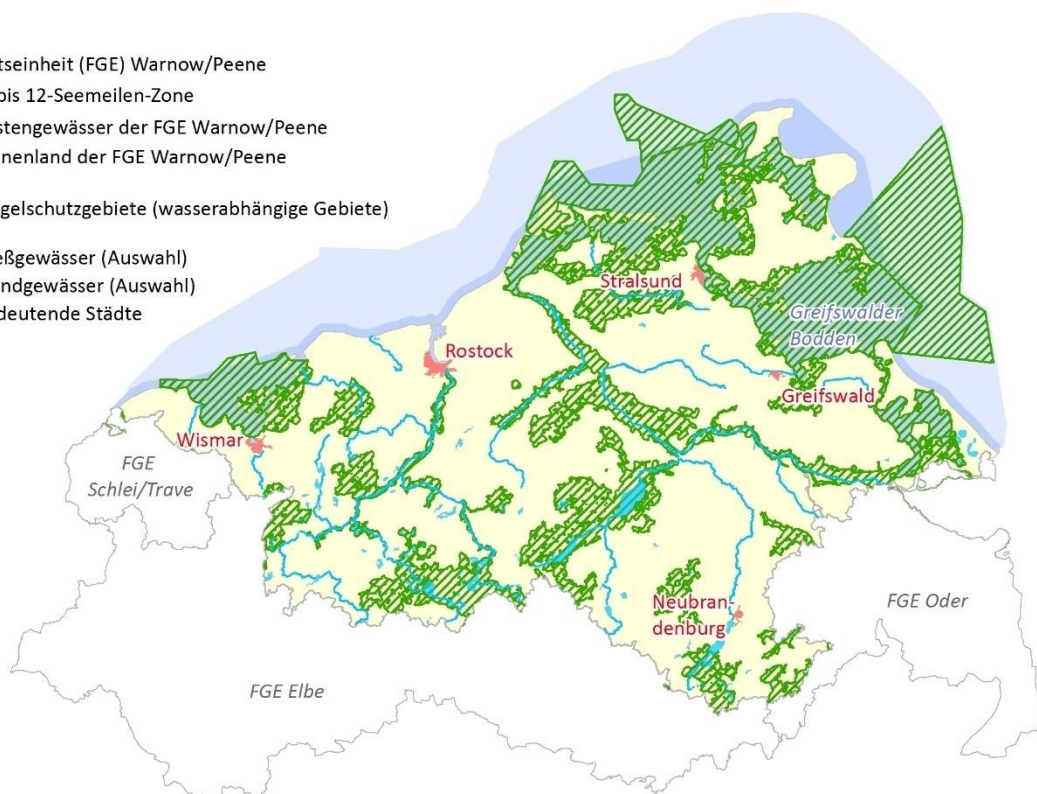 tseinheit (FGE) Warnow/Peene
bis 12-Seemeilen-Zone
stengewässer der FGE Warnow/Peene
nenland der FGE Warnow/Peene
gelschutzgebiete (wasserabhängige Gebiete)
eßgewässer (Auswahl)
ndgewässer (Auswahl)
deutende Städte
Stralsund
Greifswalder
Bodden
Rostock
Greifswald
Wismar
FGE
Schlei/Trave
Neubran-
denburg
FGE Oder
FGE Elbe